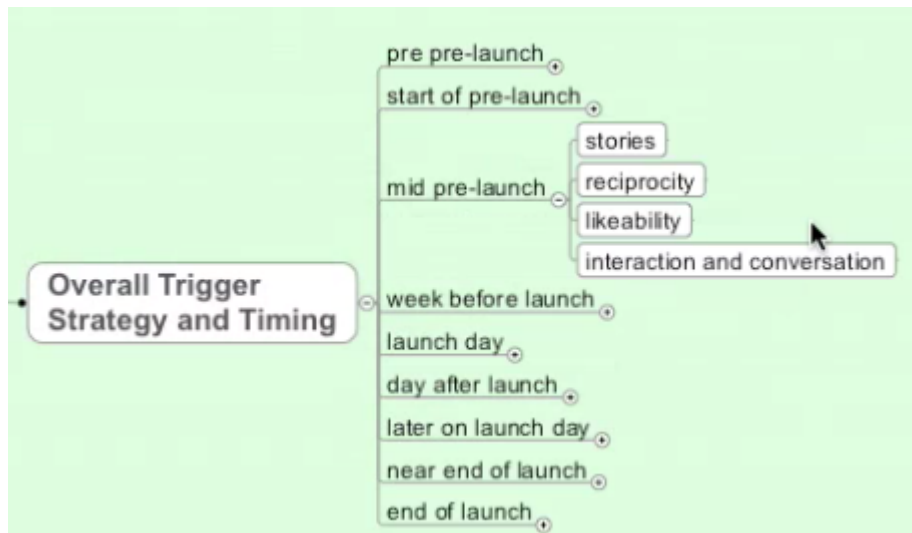 pre pre-launch
start of pre-launch
mid pre-launch
stories
reciprocity
likeability
interaction and conversation
Overall Trigger
Strategy and Timing
week before launch
launch day
day after launch
later on launch day
near end of launch
end of launch